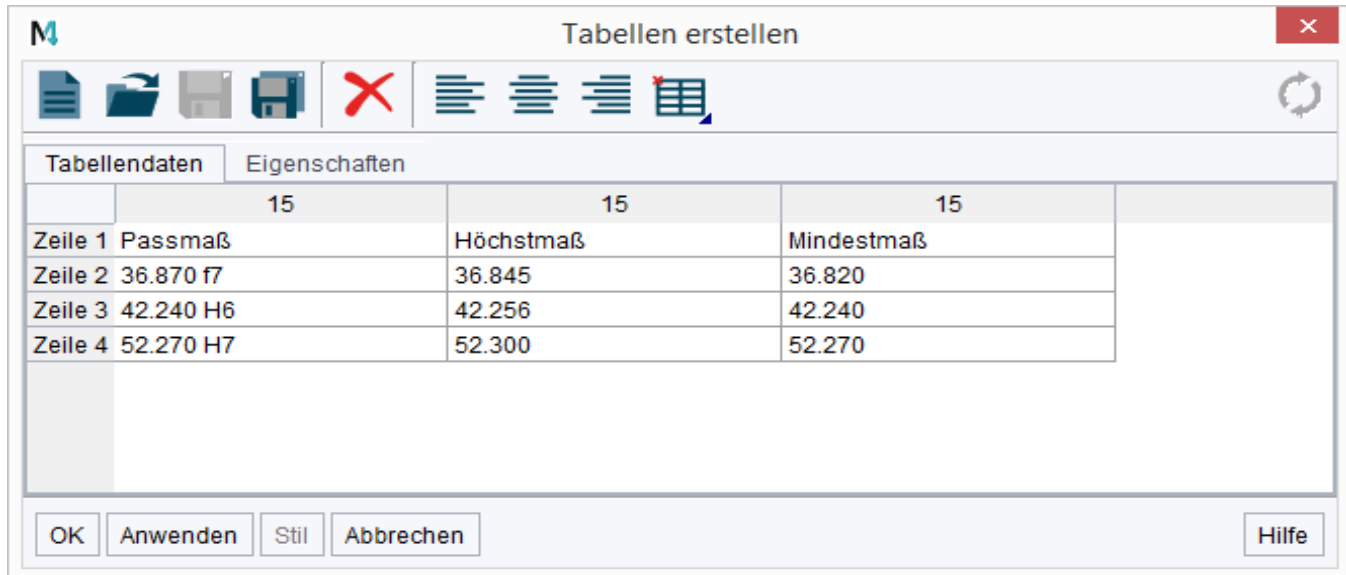 Tabellen erstellen
Tabellendaten Eigenschaften
15 15 15
Zeile 1 Passmaß Höchstmaß Mindestmaß
Zeile 2 36.870 f7 36.845 36.820
Zeile 3 42.240 H6 42.256 42.240
Zeile 4 52.270 H7 52.300 52.270
OK Anwenden Stil Abbrechen Hilfe